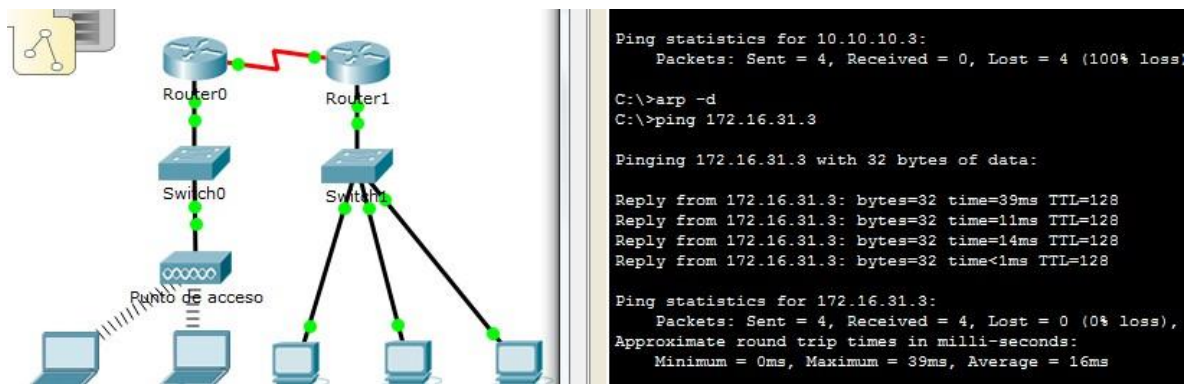 Router0
Router1
Switch0
Switch1
Punto de acceso
Ping statistics for 10.10.10.3:
Packets: Sent = 4, Received = 0, Lost = 4 (100% loss)
C:\>arp -d
C:\>ping 172.16.31.3
Pinging 172.16.31.3 with 32 bytes of data:
Reply from 172.16.31.3: bytes=32 time=39ms TTL=128
Reply from 172.16.31.3: bytes=32 time=11ms TTL=128
Reply from 172.16.31.3: bytes=32 time=14ms TTL=128
Reply from 172.16.31.3: bytes=32 time<1ms TTL=128
Ping statistics for 172.16.31.3:
Packets: Sent = 4, Received = 4, Lost = 0 (0% loss),
Approximate round trip times in milli-seconds:
Minimum = 0ms, Maximum = 39ms, Average = 16ms